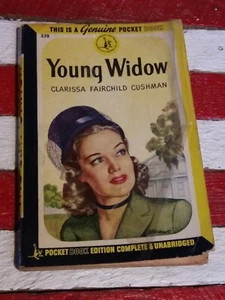 THIS IS A Genuine POCKET BOOK
Young Widow
CLARISSA FAIRCHILD CUSHMAN
POCKET BOOK EDITION COMPLETE & UNABRIDGED